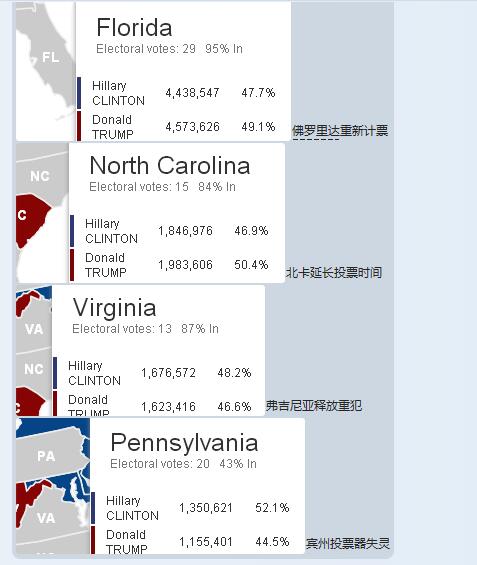 Florida
Electoral votes: 29 95% In
FL
Hillary
CLINTON 4,438,547 47.7%
Donald
TRUMP 4,573,626 49.1%
佛罗里达重新计票
North Carolina
Electoral votes: 15 84% In
NC
C
Hillary
CLINTON 1,846,976 46.9%
Donald
TRUMP 1,983,606 50.4%
北卡延长投票时间
Virginia
Electoral votes: 13 87% In
VA
NC
C
Hillary
CLINTON 1,676,572 48.2%
Donald
TRUMP 1,623,416 46.6%
弗吉尼亚释放重犯
Pennsylvania
Electoral votes: 20 43% In
PA
VA
Hillary
CLINTON 1,350,621 52.1%
Donald
TRUMP 1,155,401 44.5%
宾州投票器失灵